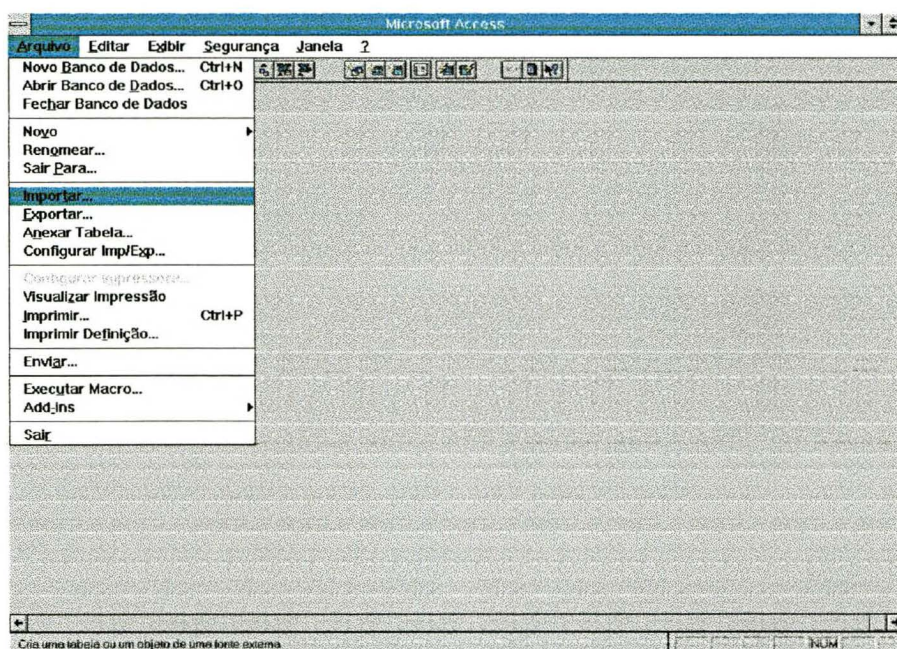 Microsoft Access
Arquivo Editar Exibir Segurança Janela ?
Novo Banco de Dados... Ctrl+N
Abrir Banco de Dados... Ctrl+O
Fechar Banco de Dados
Novo
Renomear...
Sair Para...
Importar...
Exportar...
Anexar Tabela...
Configurar Imp/Exp...
Configurar Impressora...
Visualizar Impressão
Imprimir... Ctrl+P
Imprimir Definição...
Enviar...
Executar Macro...
Add-ins
Sair
Cria uma tabela ou um objeto de uma fonte externa
NUM